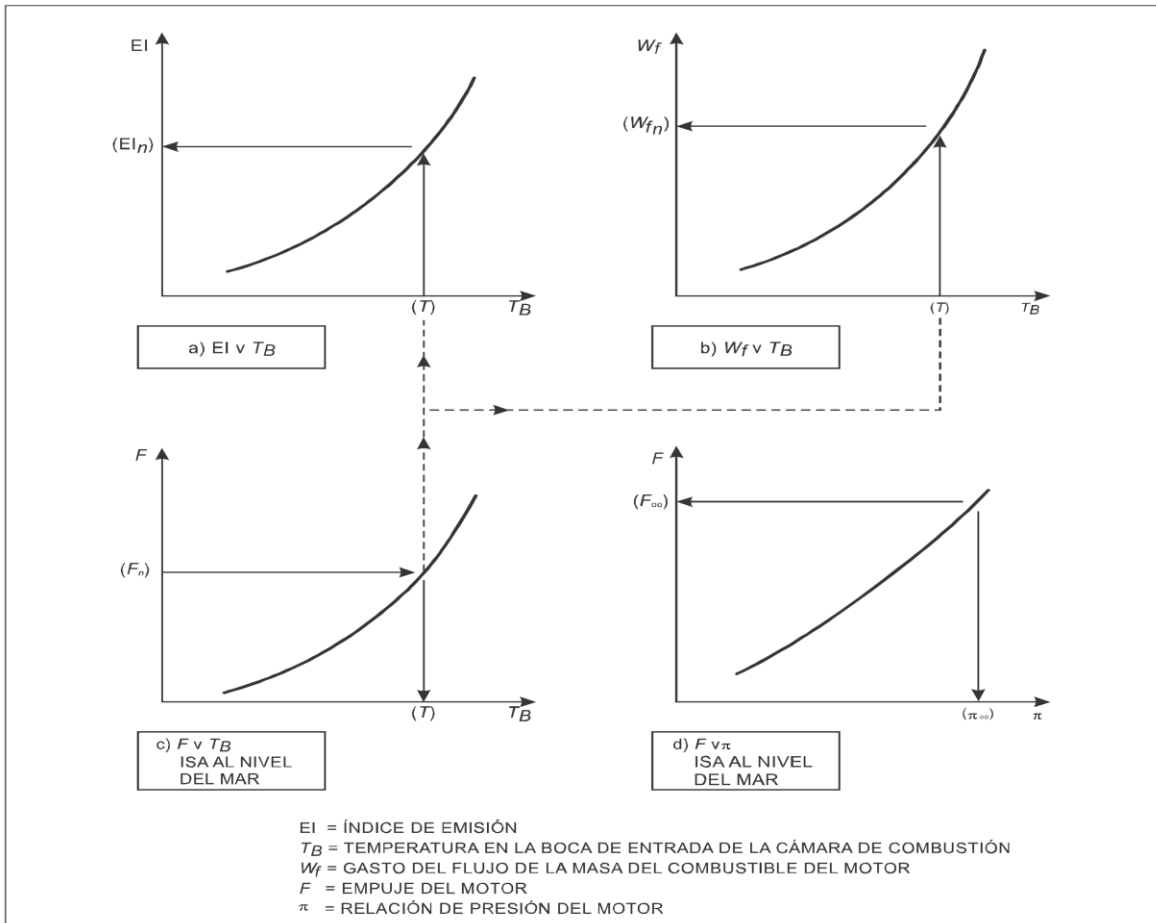 EI
(EIn)
(T)
TB
a) EI v TB
Wf
(Wfn)
(T)
TB
b) Wf v TB
F
(Fn)
(T)
TB
c) F v TB
ISA AL NIVEL
DEL MAR
F
(F∞)
(π∞)
π
d) F vπ
ISA AL NIVEL
DEL MAR
EI = ÍNDICE DE EMISIÓN
TB = TEMPERATURA EN LA BOCA DE ENTRADA DE LA CÁMARA DE COMBUSTIÓN
Wf = GASTO DEL FLUJO DE LA MASA DEL COMBUSTIBLE DEL MOTOR
F = EMPUJE DEL MOTOR
π = RELACIÓN DE PRESIÓN DEL MOTOR